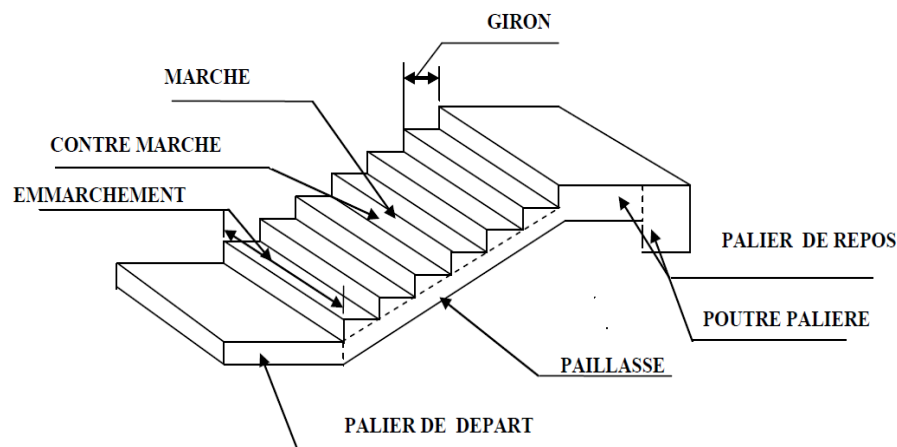 GIRON
MARCHE
CONTRE MARCHE
EMMARCHEMENT
PALIER DE REPOS
POUTRE PALIERE
PAILLASSE
PALIER DE DEPART